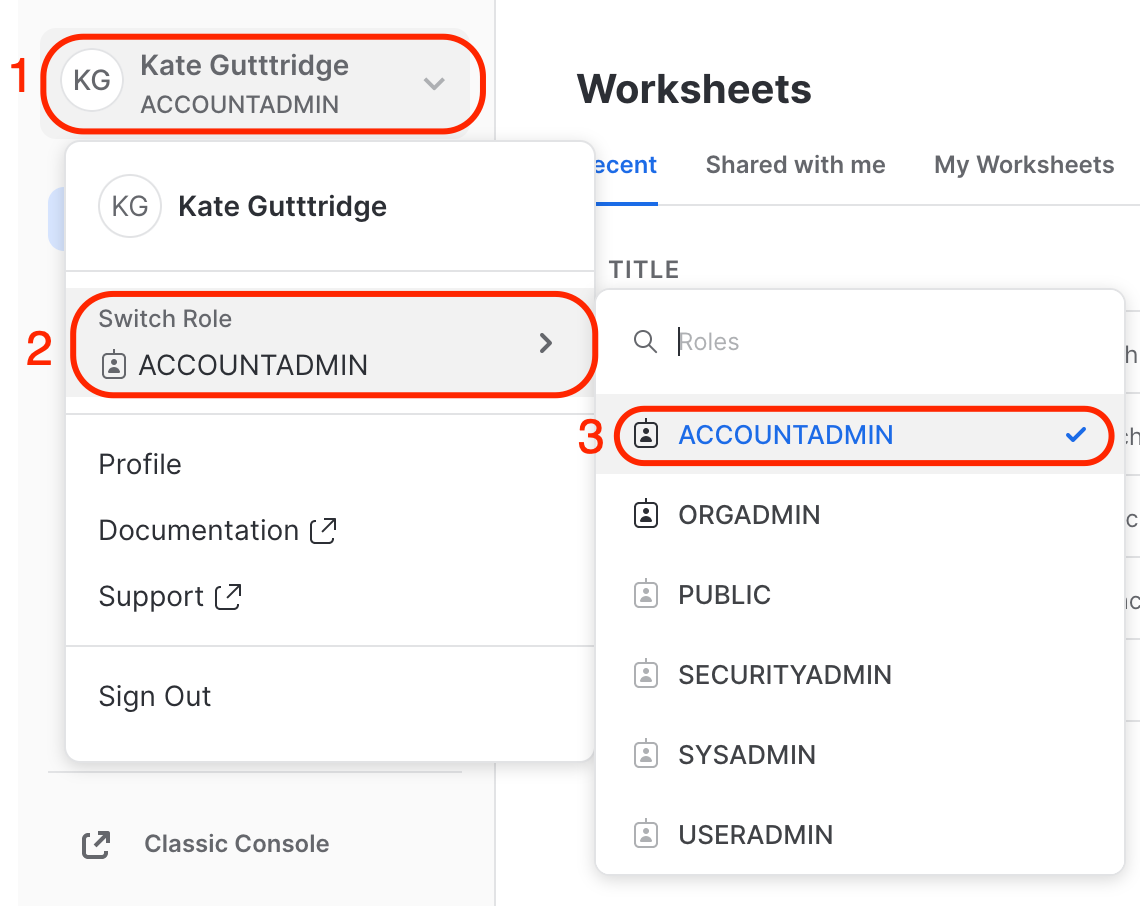 1
KG
Kate Gutttridge
ACCOUNTADMIN
Worksheets
ecent
Shared with me
My Worksheets
KG
Kate Gutttridge
TITLE
2
Switch Role
ACCOUNTADMIN
Roles
3
ACCOUNTADMIN
ORGADMIN
PUBLIC
SECURITYADMIN
SYSADMIN
USERADMIN
Profile
Documentation
Support
Sign Out
Classic Console